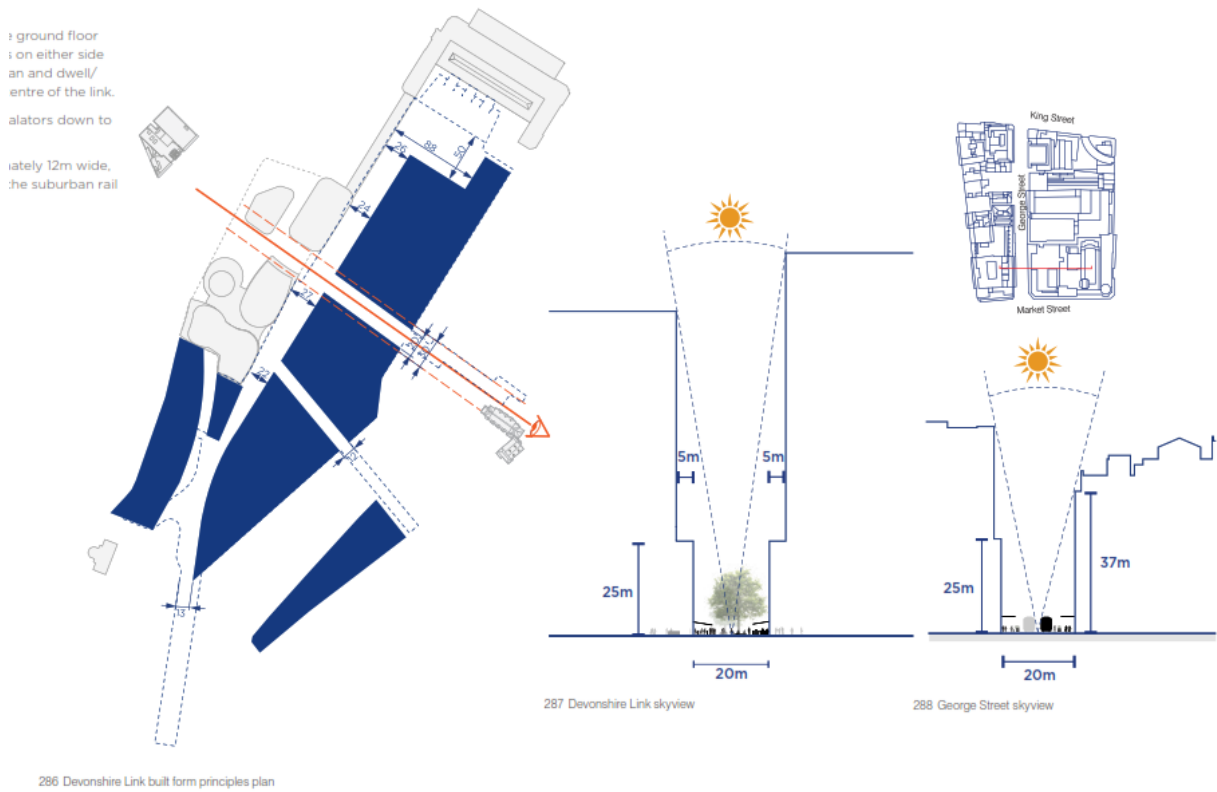 ground floor
on either side
an and dwell/
entre of the link.
alators down to
ately 12m wide,
the suburban rail
26
88
50
24
27
22
12
13
286 Devonshire Link built form principles plan
5m
5m
25m
20m
287 Devonshire Link skyview
King Street
George Street
Market Street
25m
37m
20m
288 George Street skyview